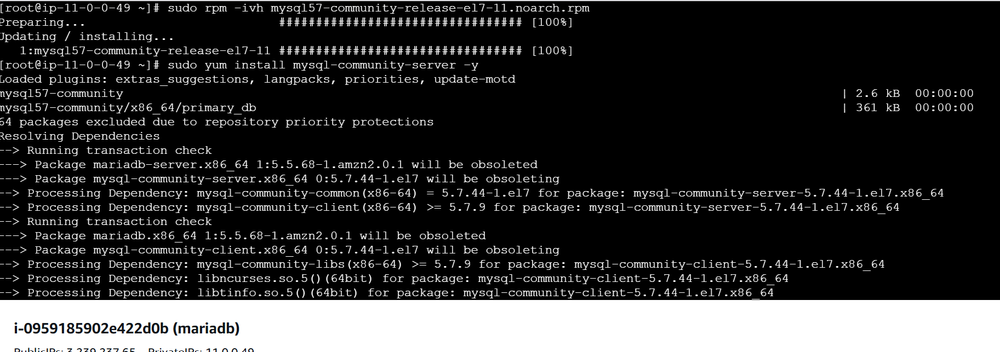 [root@ip-11-0-0-49 ~]# sudo rpm -ivh mysql57-community-release-el7-11.noarch.rpm
Preparing... ################################# [100%]
Updating / installing...
1:mysql57-community-release-el7-11 ################################# [100%]
[root@ip-11-0-0-49 ~]# sudo yum install mysql-community-server -y
Loaded plugins: extras_suggestions, langpacks, priorities, update-motd
mysql57-community | 2.6 kB 00:00:00
mysql57-community/x86_64/primary_db | 361 kB 00:00:00
64 packages excluded due to repository priority protections
Resolving Dependencies
--> Running transaction check
---> Package mariadb-server.x86_64 1:5.5.68-1.amzn2.0.1 will be obsoleted
---> Package mysql-community-server.x86_64 0:5.7.44-1.el7 will be obsoleting
--> Processing Dependency: mysql-community-common(x86-64) = 5.7.44-1.el7 for package: mysql-community-server-5.7.44-1.el7.x86_64
--> Processing Dependency: mysql-community-client(x86-64) >= 5.7.9 for package: mysql-community-server-5.7.44-1.el7.x86_64
--> Running transaction check
---> Package mariadb.x86_64 1:5.5.68-1.amzn2.0.1 will be obsoleted
---> Package mysql-community-client.x86_64 0:5.7.44-1.el7 will be obsoleting
--> Processing Dependency: mysql-community-libs(x86-64) >= 5.7.9 for package: mysql-community-client-5.7.44-1.el7.x86_64
--> Processing Dependency: libncurses.so.5()(64bit) for package: mysql-community-client-5.7.44-1.el7.x86_64
--> Processing Dependency: libtinfo.so.5()(64bit) for package: mysql-community-client-5.7.44-1.el7.x86_64
i-0959185902e422d0b (mariadb)
PublicIPs: 3.239.237.65 PrivateIPs: 11.0.0.49